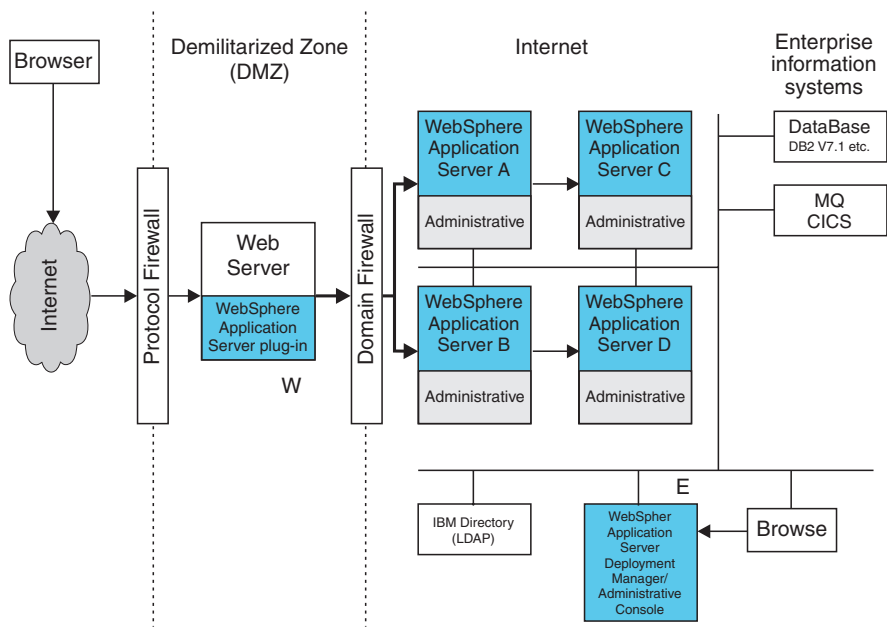 Browser
Demilitarized Zone
(DMZ)
Internet
Enterprise
information
systems
Internet
Protocol Firewall
Web
Server
WebSphere
Application
Server plug-in
W
Domain Firewall
WebSphere
Application
Server A
Administrative
WebSphere
Application
Server C
Administrative
WebSphere
Application
Server B
Administrative
WebSphere
Application
Server D
Administrative
DataBase
DB2 V7.1 etc.
MQ
CICS
E
IBM Directory
(LDAP)
WebSpher
Application
Server
Deployment
Manager/
Administrative
Console
Browse